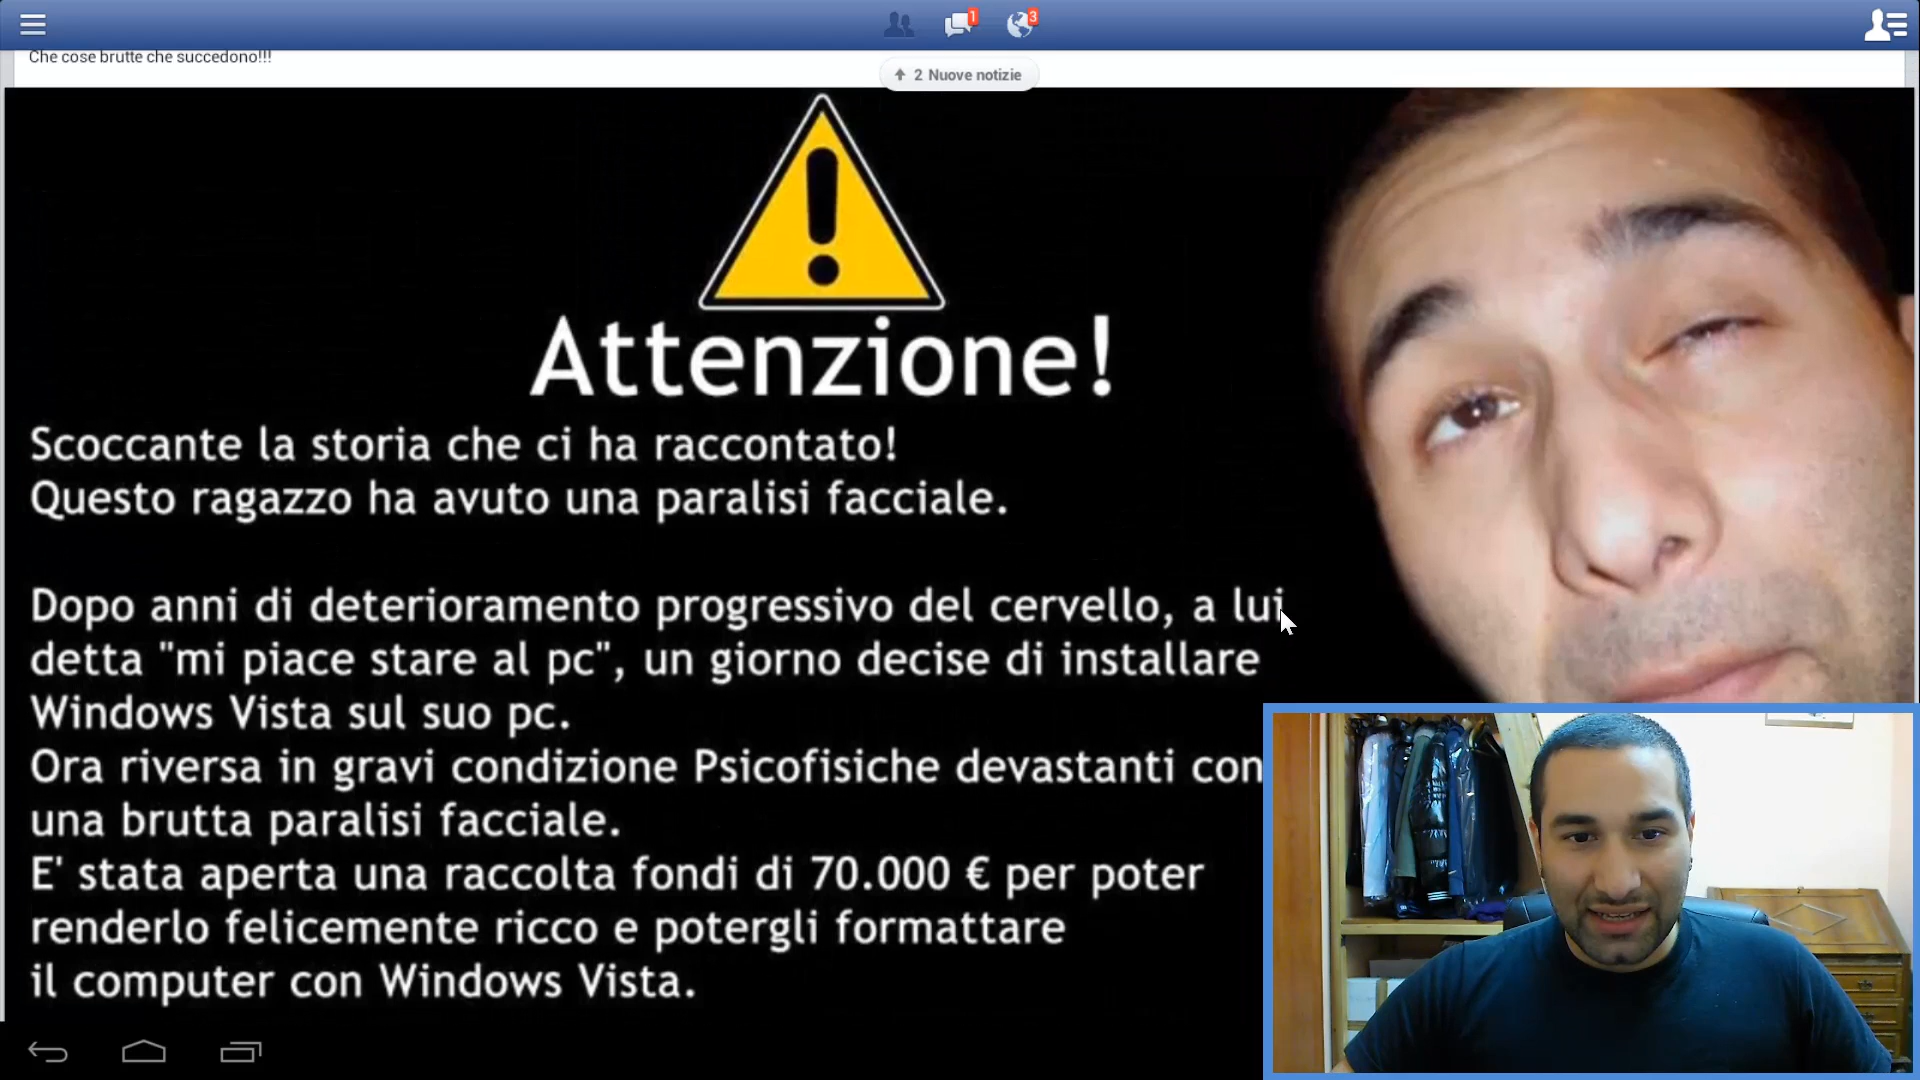 1
3
Che cose brutte che succedono!!!
2 Nuove notizie
Attenzione!
Scoccante la storia che ci ha raccontato!
Questo ragazzo ha avuto una paralisi facciale.
Dopo anni di deterioramento progressivo del cervello, a lui
detta "mi piace stare al pc", un giorno decise di installare
Windows Vista sul suo pc.
Ora riversa in gravi condizione Psicofisiche devastanti con
una brutta paralisi facciale.
E' stata aperta una raccolta fondi di 70.000 € per poter
renderlo felicemente ricco e potergli formattare
il computer con Windows Vista.